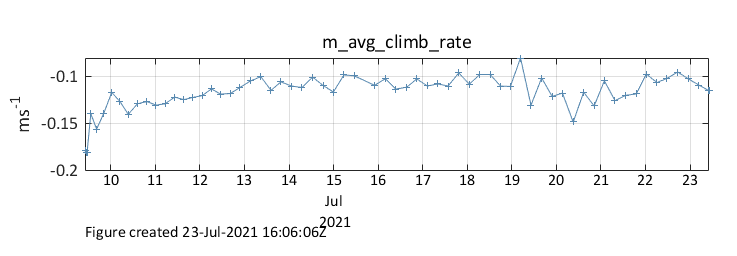 m_avg_climb_rate
-0.1
-0.15
-0.2
ms-1
10 11 12 13 14 15 16 17 18 19 20 21 22 23
Jul
2021
Figure created 23-Jul-2021 16:06:06Z